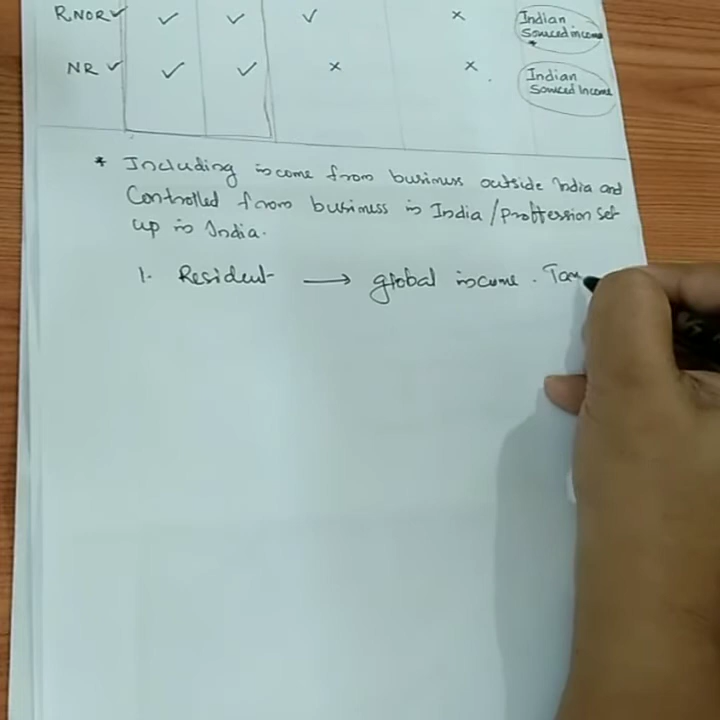 RNOR ✓ ✓ ✓ ✓ × Indian
Sourced income
*
NR ✓ ✓ ✓ × × Indian
Sourced Income
* Including income from business outside India and
Controlled from business in India / Proffession Set
up in India.
1. Resident → global income. Tax